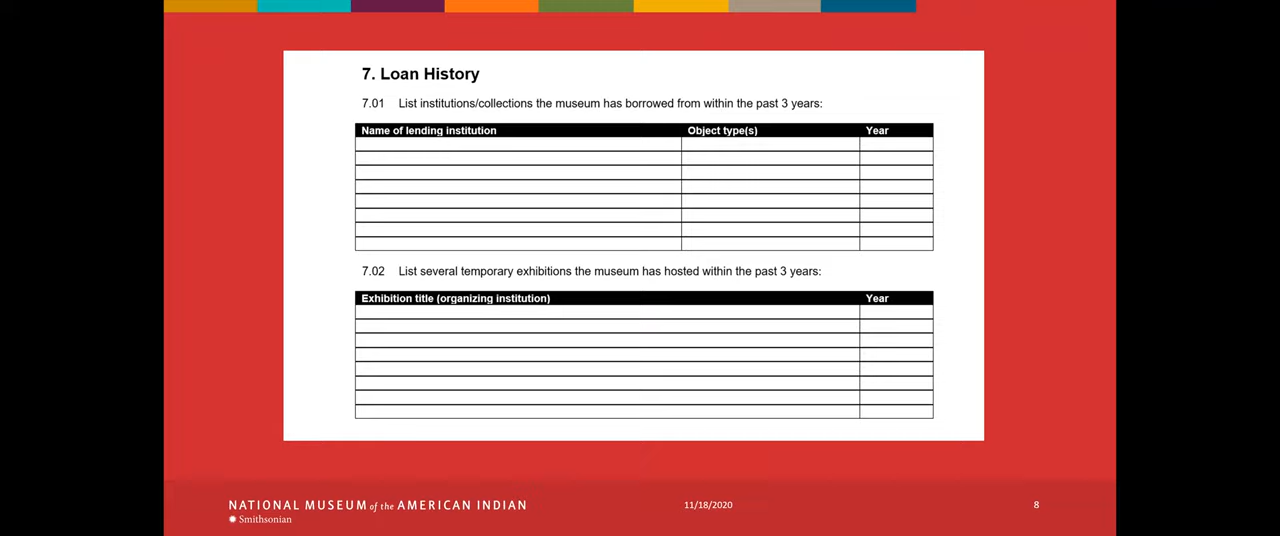 7. Loan History
7.01 List institutions/collections the museum has borrowed from within the past 3 years:
Name of lending institution Object type(s) Year
7.02 List several temporary exhibitions the museum has hosted within the past 3 years:
Exhibition title (organizing institution) Year
NATIONAL MUSEUM of the AMERICAN INDIAN 11/18/2020 8
Smithsonian